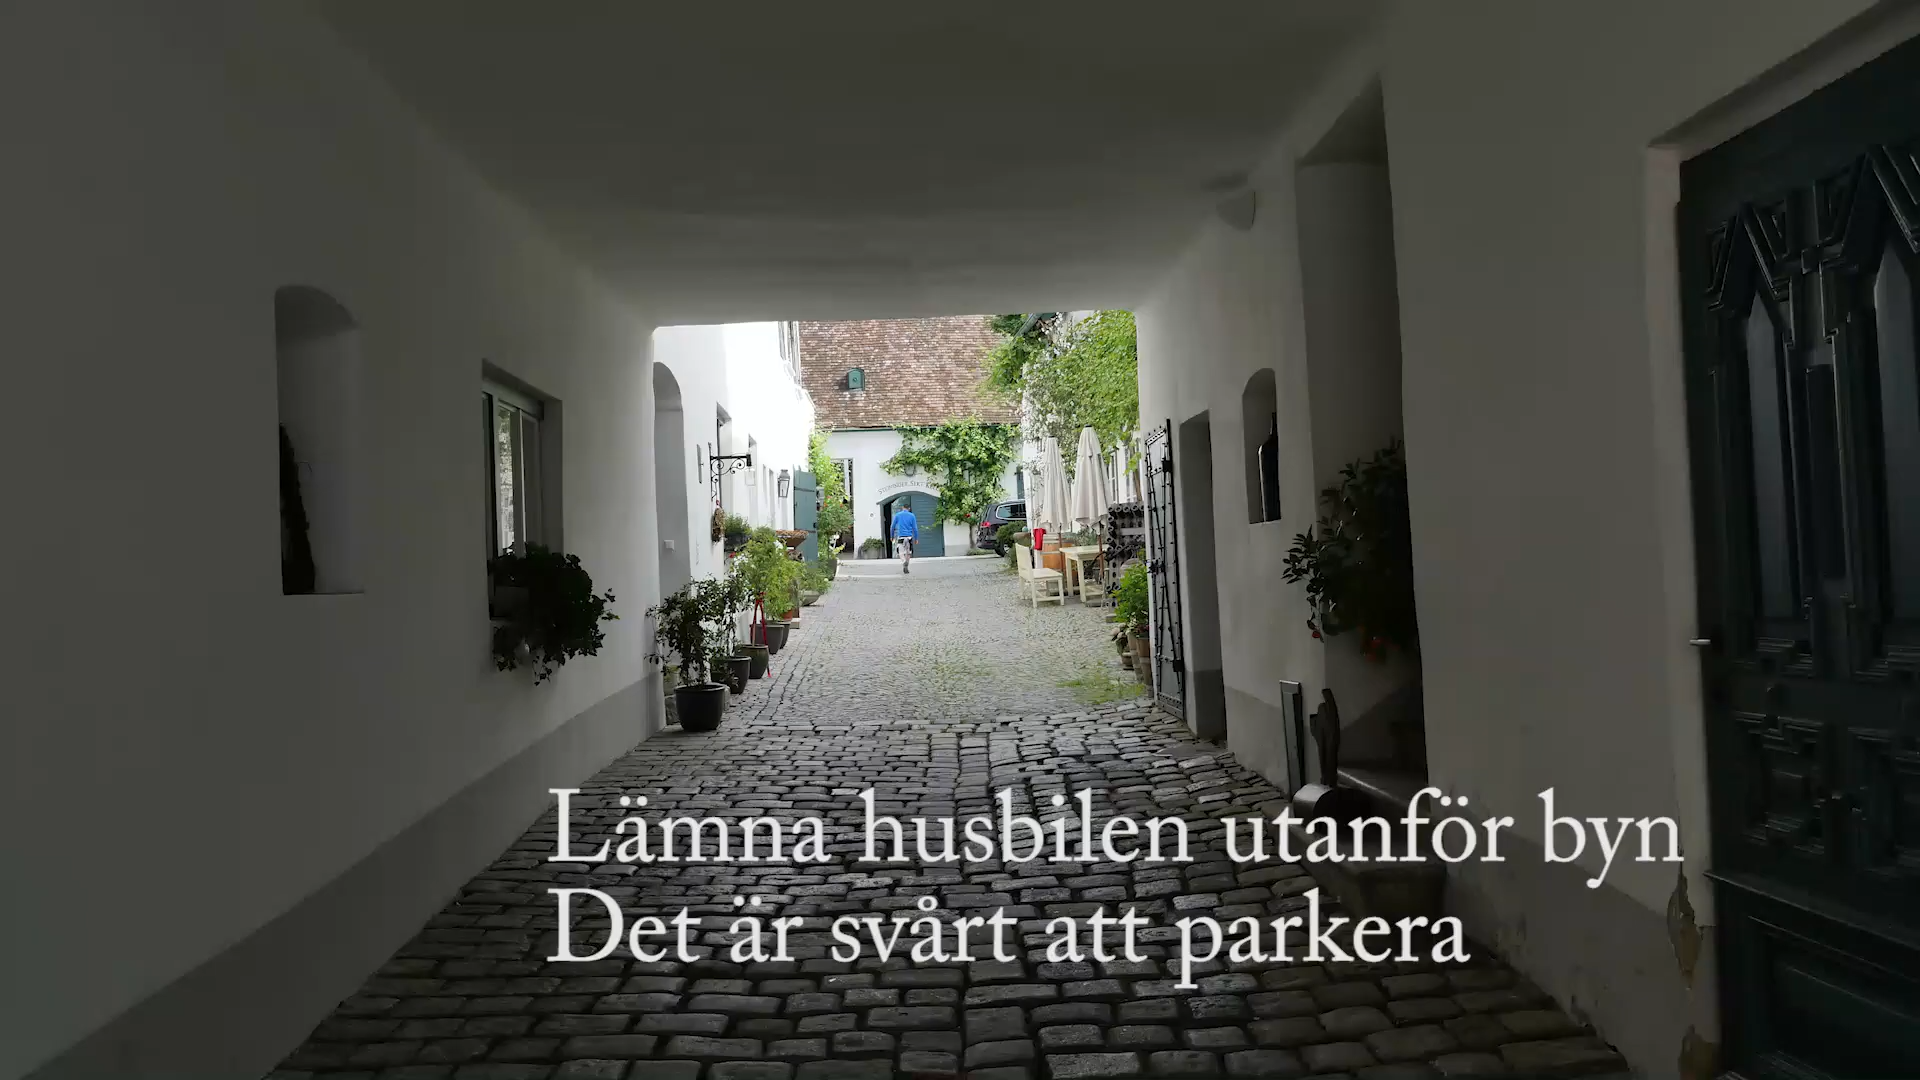 Lämna husbilen utanför byn
Det är svårt att parkera